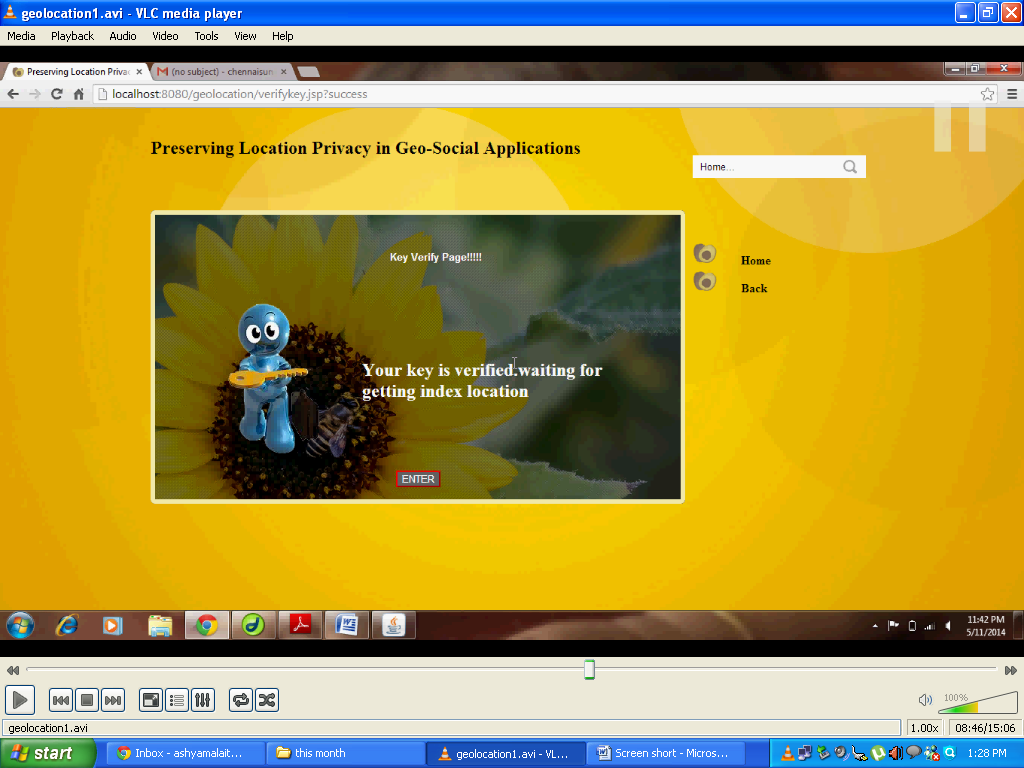 geolocation1.avi - VLC media player
Media Playback Audio Video Tools View Help
Preserving Location Priva
(no subject) - chennaisun
localhost:8080/geolocation/verifykey.jsp?success
Preserving Location Privacy in Geo-Social Applications
Home...
Key Verify Page!!!!!
Home
Back
Your key is verified.waiting for
getting index location
ENTER
11:42 PM
5/11/2014
100%
geolocation1.avi
1.00x
08:46/15:06
start
Inbox - ashyamalait...
this month
geolocation1.avi - VL...
Screen short - Micros...
1:28 PM